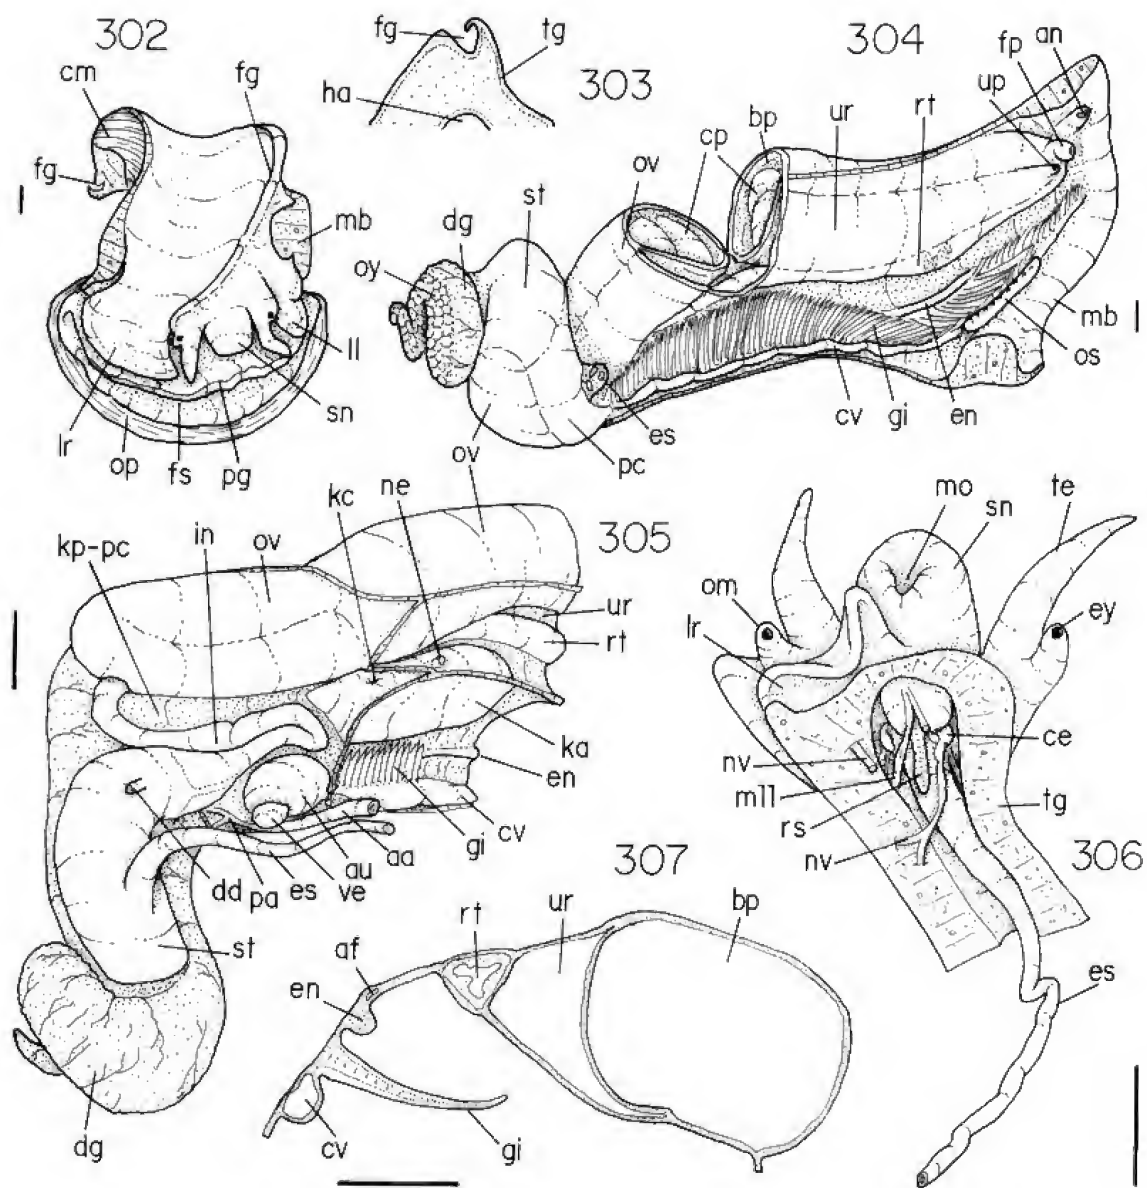 302
cm
fg
fg
mb
ll
sn
pg
fs
op
lr
303
fg
tg
ha
304
an
fp
up
rt
ur
bp
cp
ov
st
dg
oy
mb
os
en
gi
cv
es
pc
ov
305
kp-pc
in
ov
kc
ne
ur
rt
ka
en
cv
gi
aa
au
ve
es
pa
dd
st
dg
306
mo
sn
te
om
lr
ey
ce
nv
m11
rs
nv
tg
es
307
bp
ur
rt
af
en
cv
gi